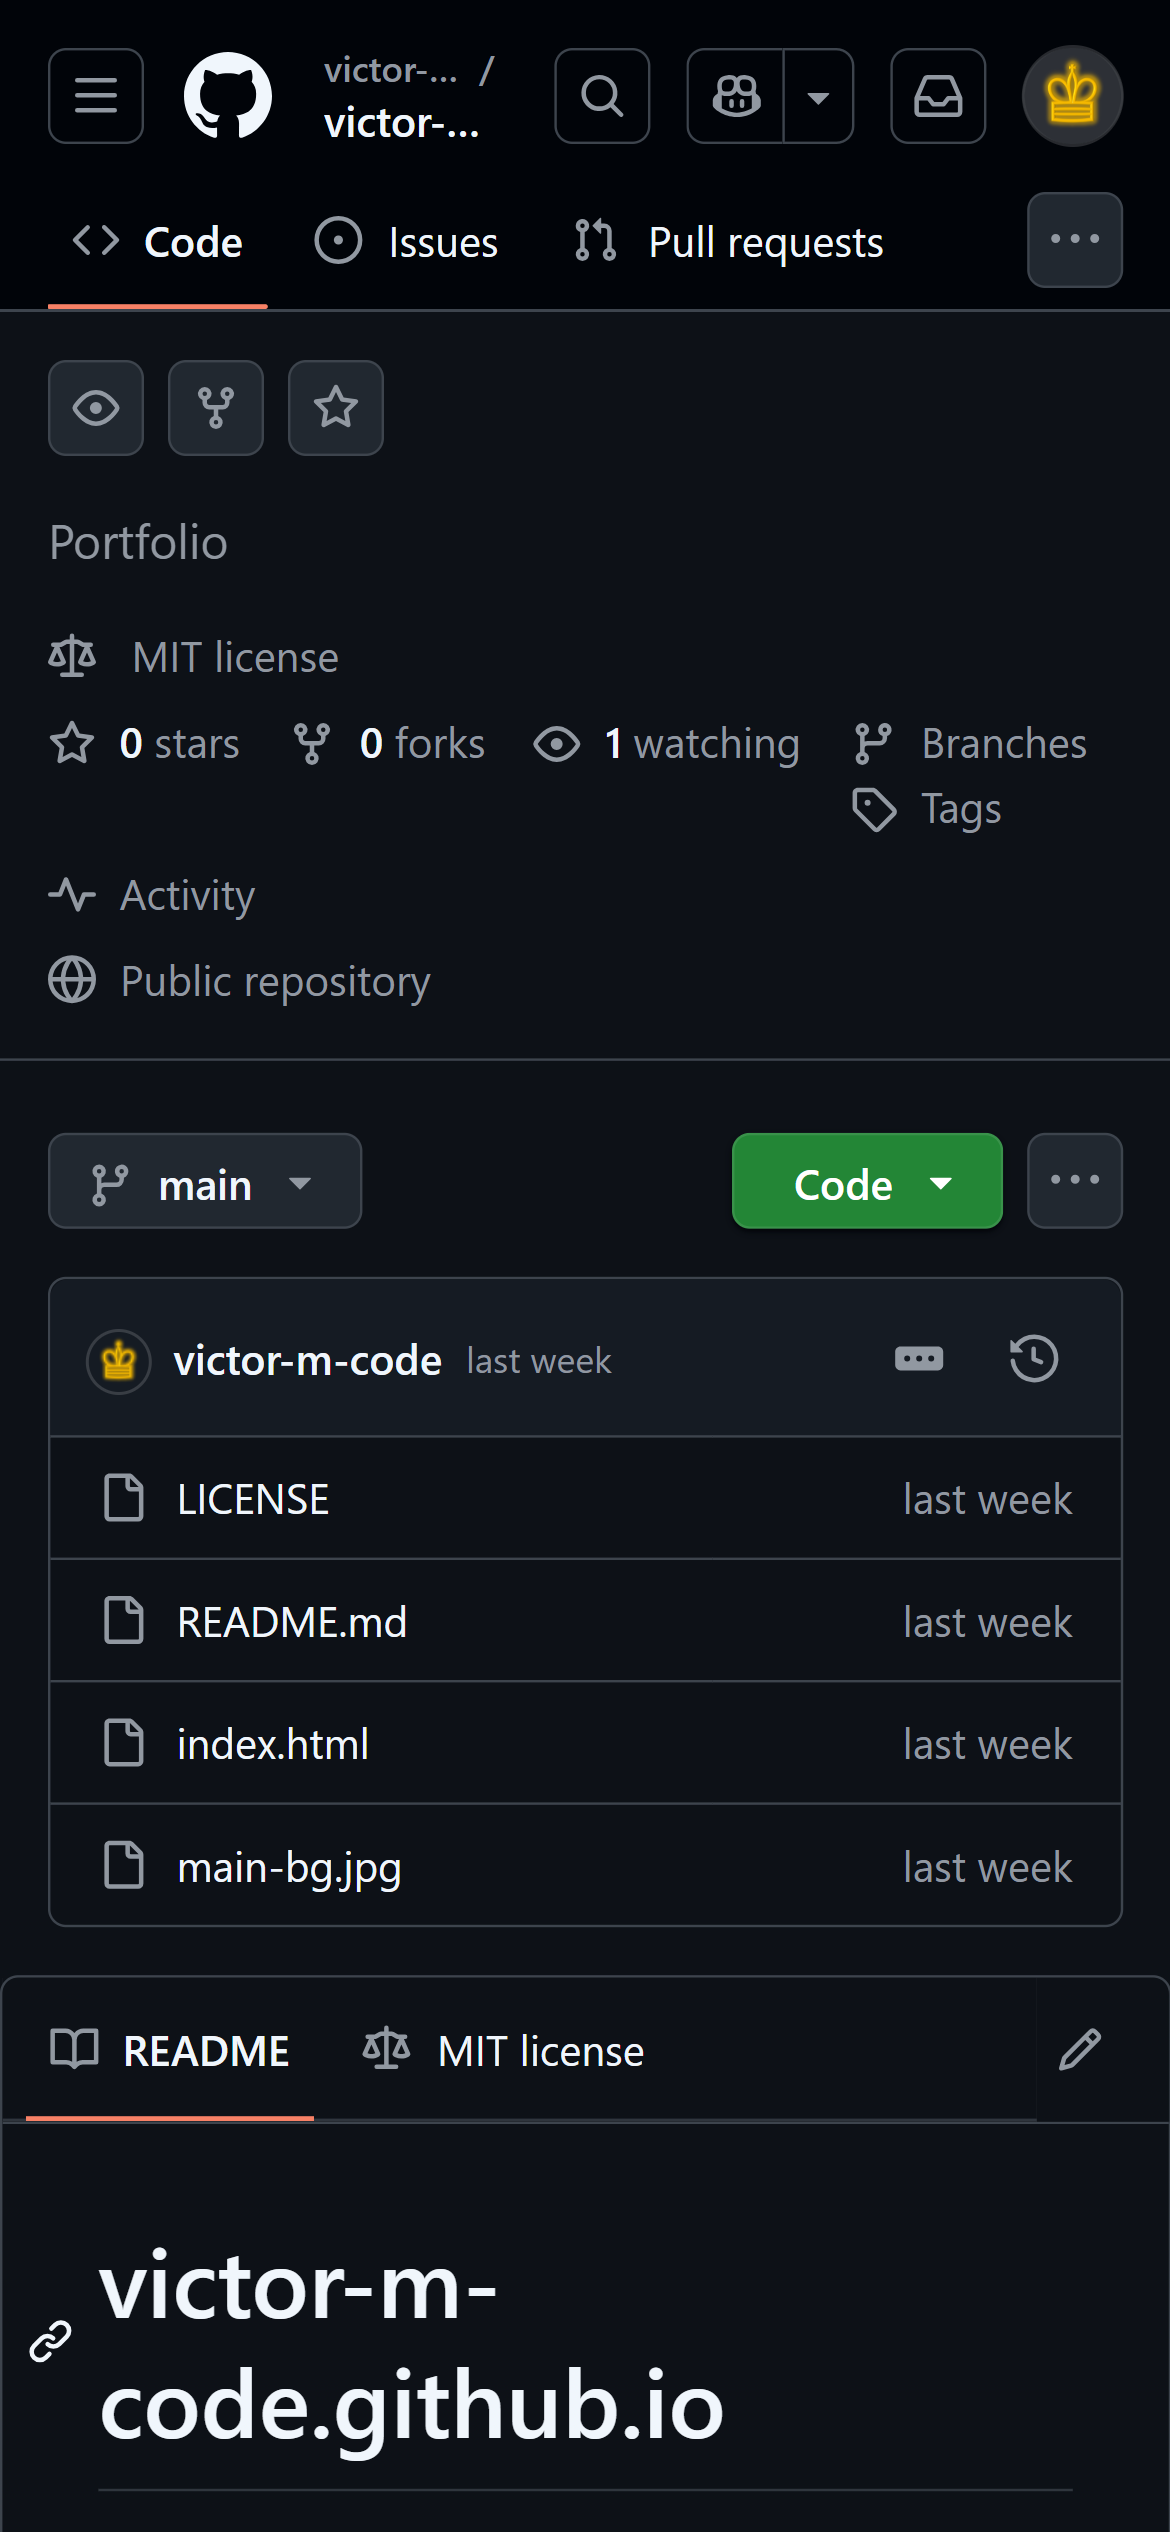 victor-... /
victor-...
Code Issues Pull requests
Portfolio
MIT license
0 stars 0 forks 1 watching Branches
Tags
Activity
Public repository
main Code
victor-m-code last week
LICENSE last week
README.md last week
index.html last week
main-bg.jpg last week
README MIT license
victor-m-
code.github.io